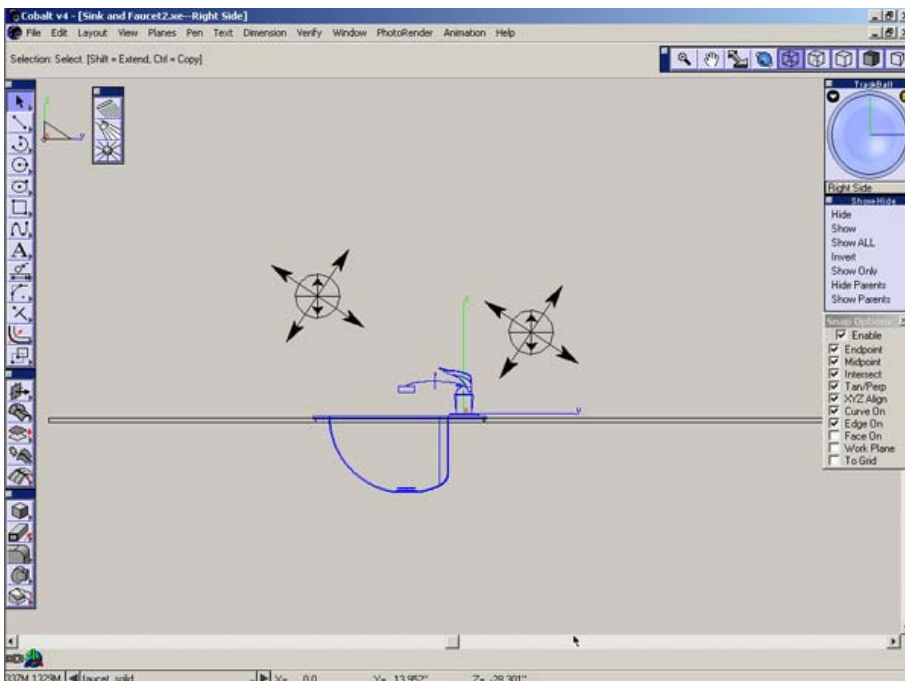 Cobalt v4 - [Sink and Faucet2.xe--Right Side]
File Edit Layout View Planes Pen Text Dimension Verify Window PhotoRender Animation Help
Selection: Select. [Shift = Extend, Ctrl = Copy]
TrackBall
Right Side
Show-Hide
Hide
Show
Show ALL
Invert
Show Only
Hide Parents
Show Parents
Snap Options
Enable
Endpoint
Midpoint
Intersect
Tan/Perp
XYZ Align
Curve On
Edge On
Face On
Work Plane
To Grid
A
z
y
z
y
337M 1329M faucet_solid X= 0.0 Y= 13.952" Z= -28.301"